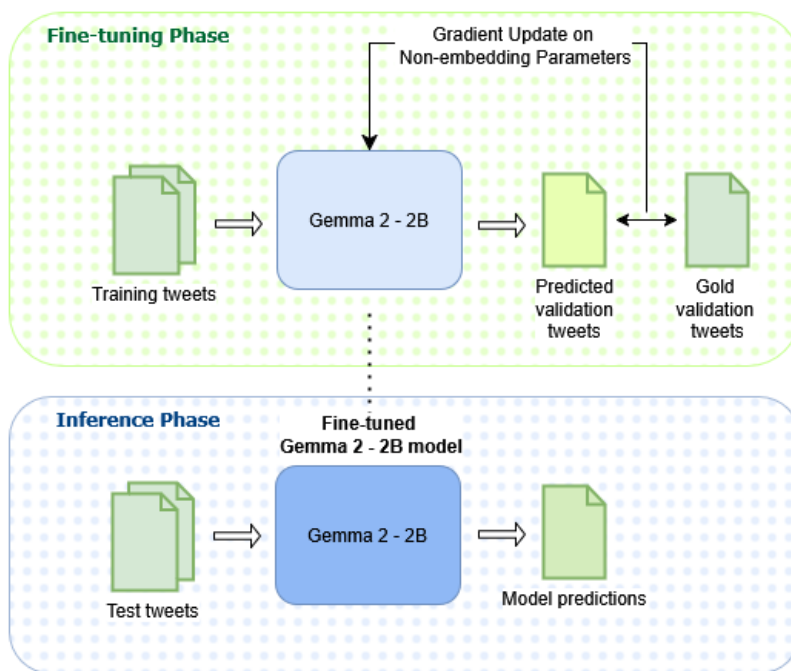 Fine-tuning Phase
Gradient Update on
Non-embedding Parameters
Gemma 2 - 2B
Training tweets
Predicted
validation
tweets
Gold
validation
tweets
Inference Phase
Fine-tuned
Gemma 2 - 2B model
Gemma 2 - 2B
Test tweets
Model predictions